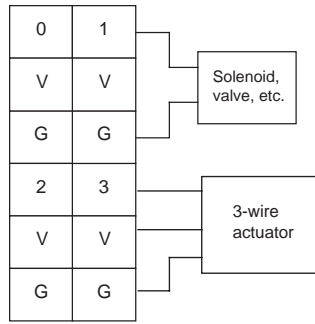 0 1
V V
G G
2 3
V V
G G
Solenoid,
valve, etc.
3-wire
actuator